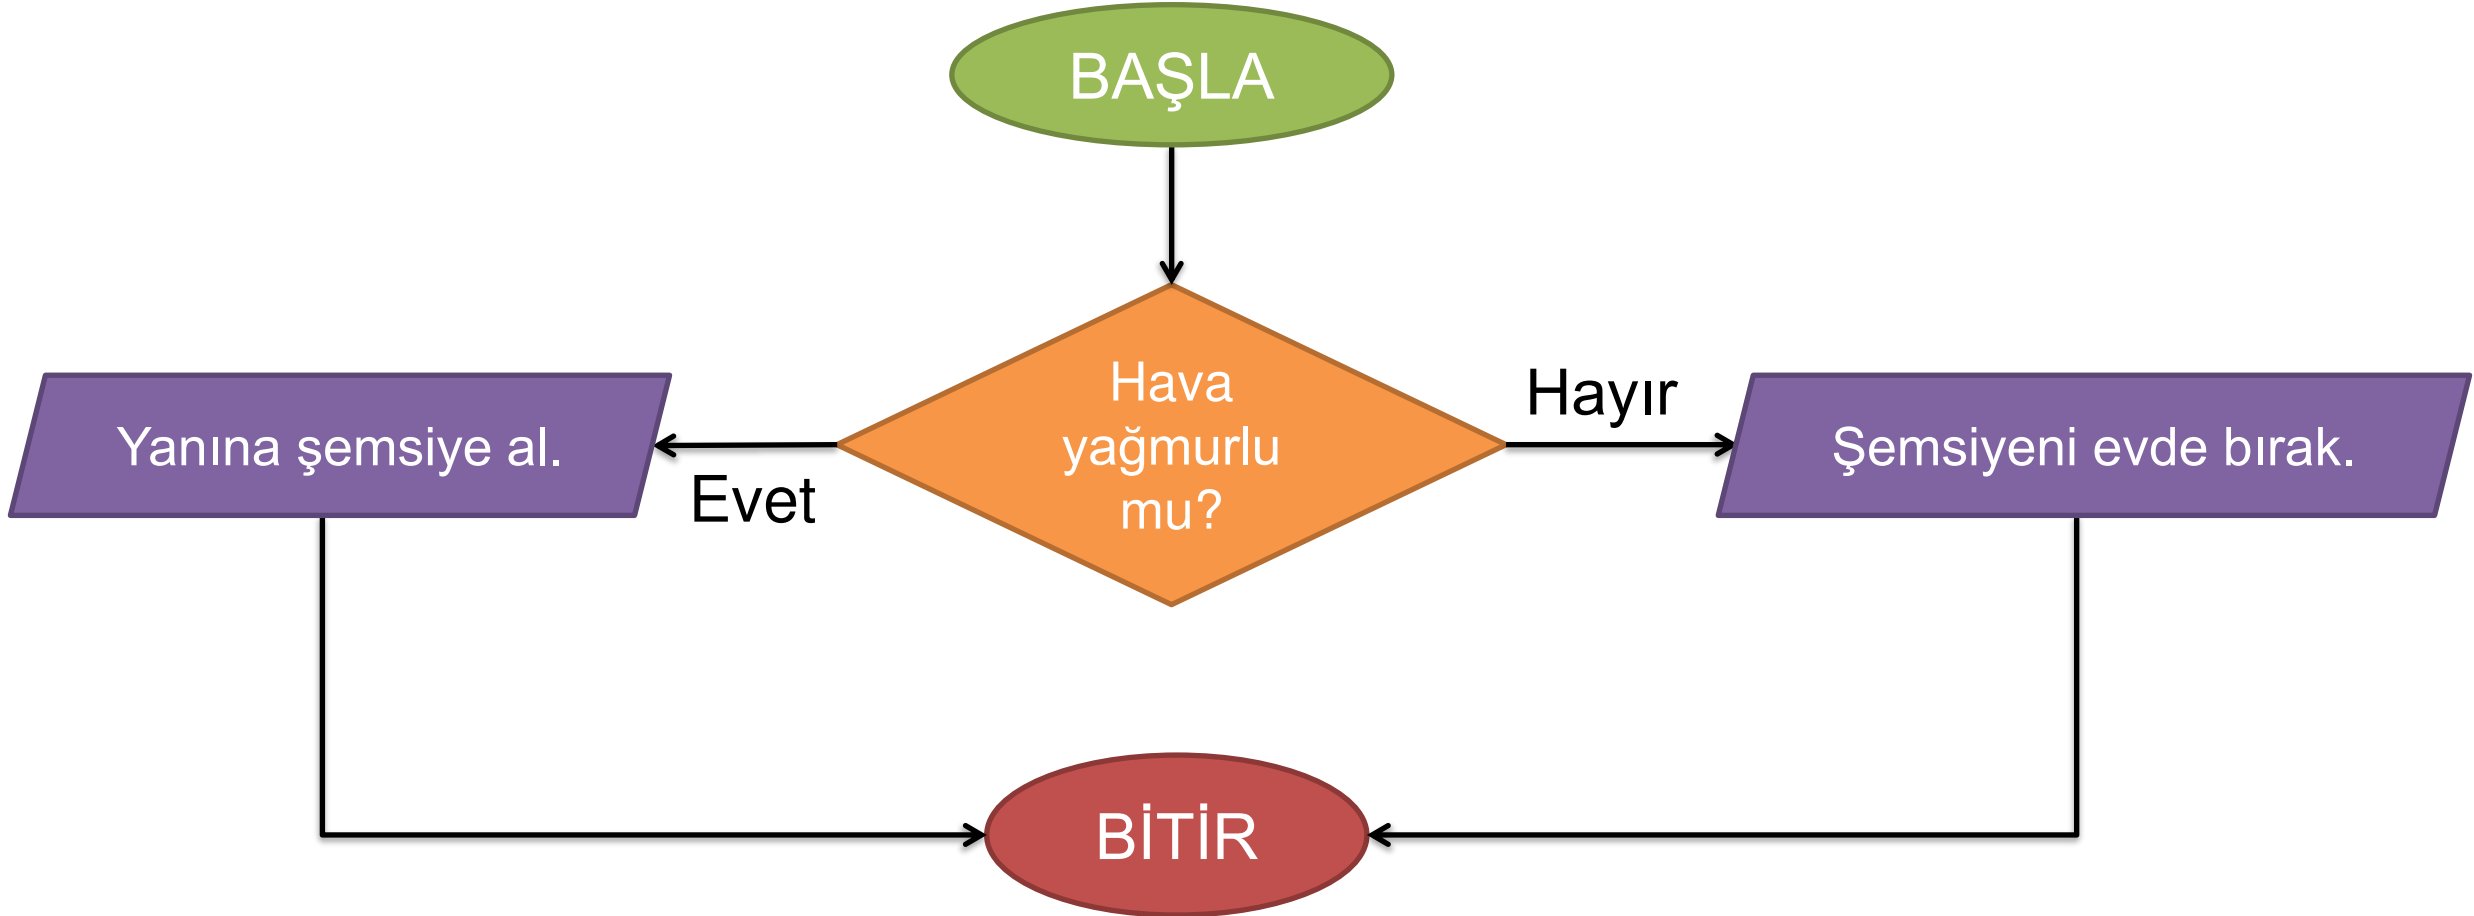 BAŞLA
Hava
yağmurlu
mu?
Evet
Yanına şemsiye al.
Hayır
Şemsiyeni evde bırak.
BİTİR